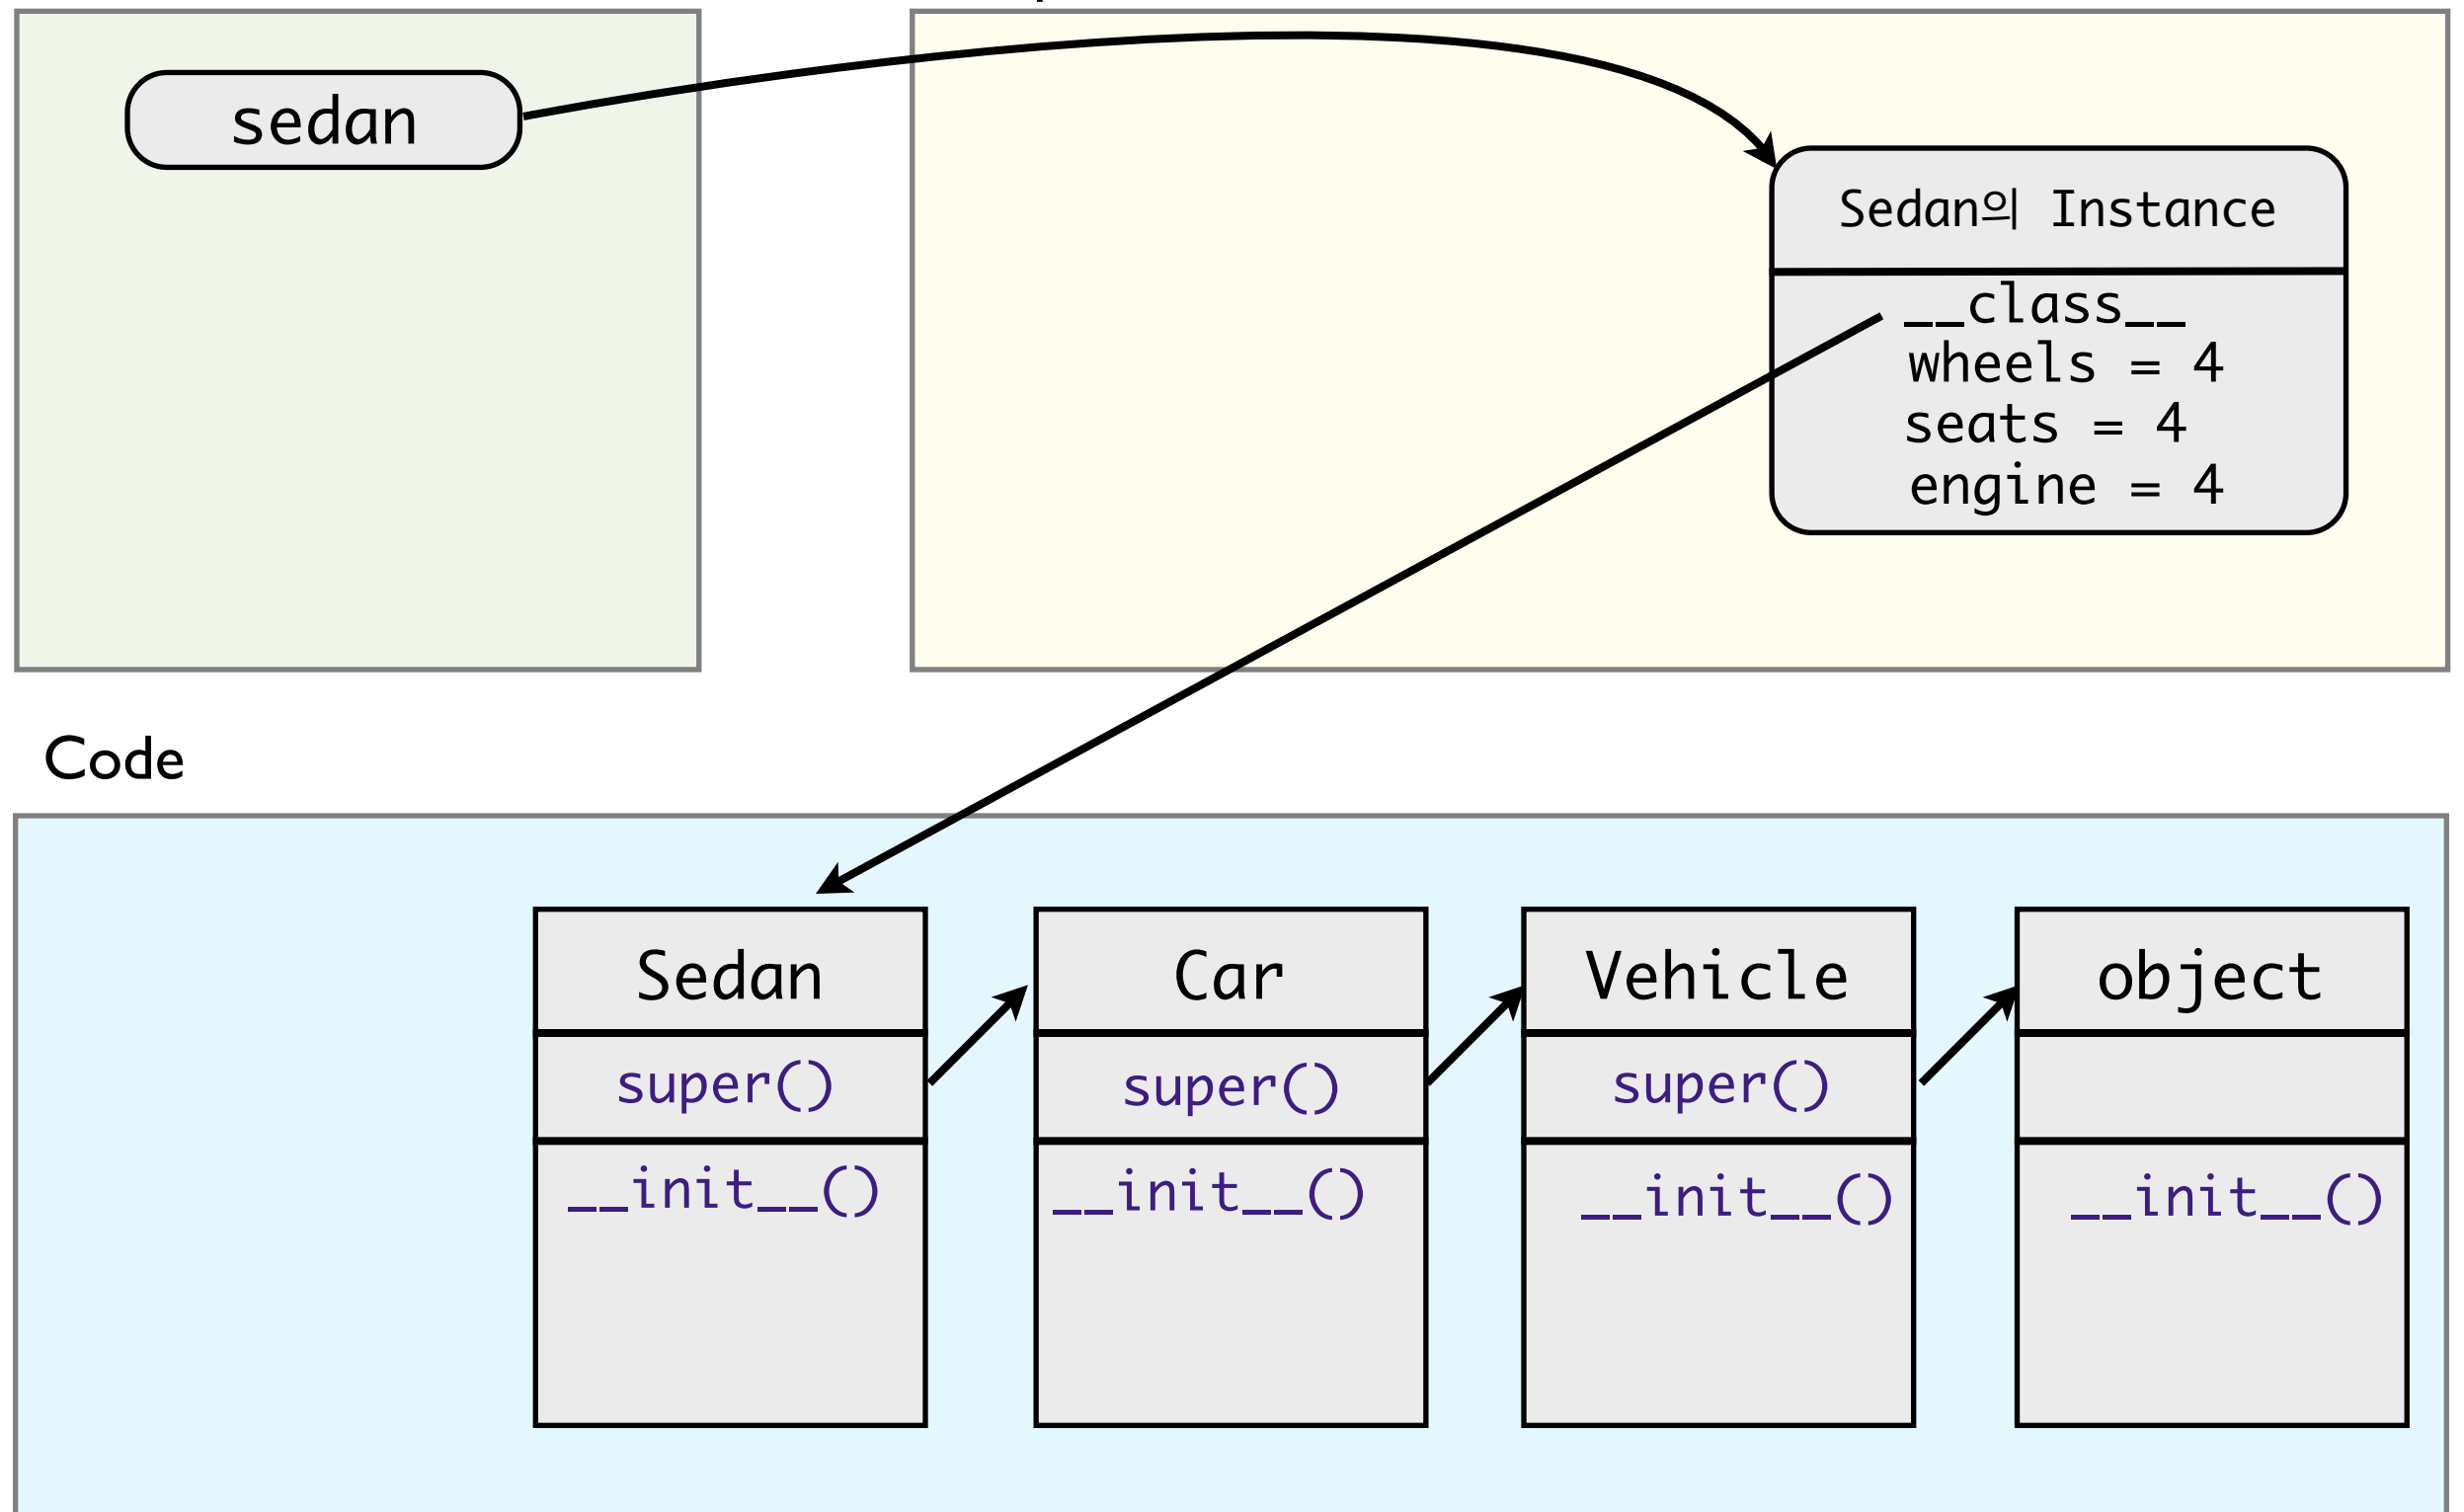 sedan
Sedan의 Instance
__class__
wheels = 4
seats = 4
engine = 4
Code
Sedan
super()
__init__()
Car
super()
__init__()
Vehicle
super()
__init__()
object
__init__()